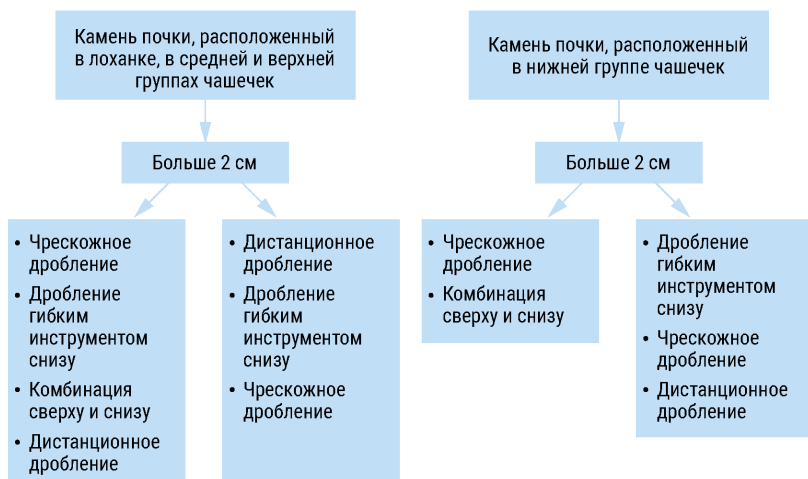 Камень почки, расположенный
в лоханке, в средней и верхней
группах чашечек
Больше 2 см
• Чрескожное
дробление
• Дробление
гибким
инструментом
снизу
• Комбинация
сверху и снизу
• Дистанционное
дробление
• Дистанционное
дробление
• Дробление
гибким
инструментом
снизу
• Чрескожное
дробление
Камень почки, расположенный
в нижней группе чашечек
Больше 2 см
• Чрескожное
дробление
• Комбинация
сверху и снизу
• Дробление
гибким
инструментом
снизу
• Чрескожное
дробление
• Дистанционное
дробление